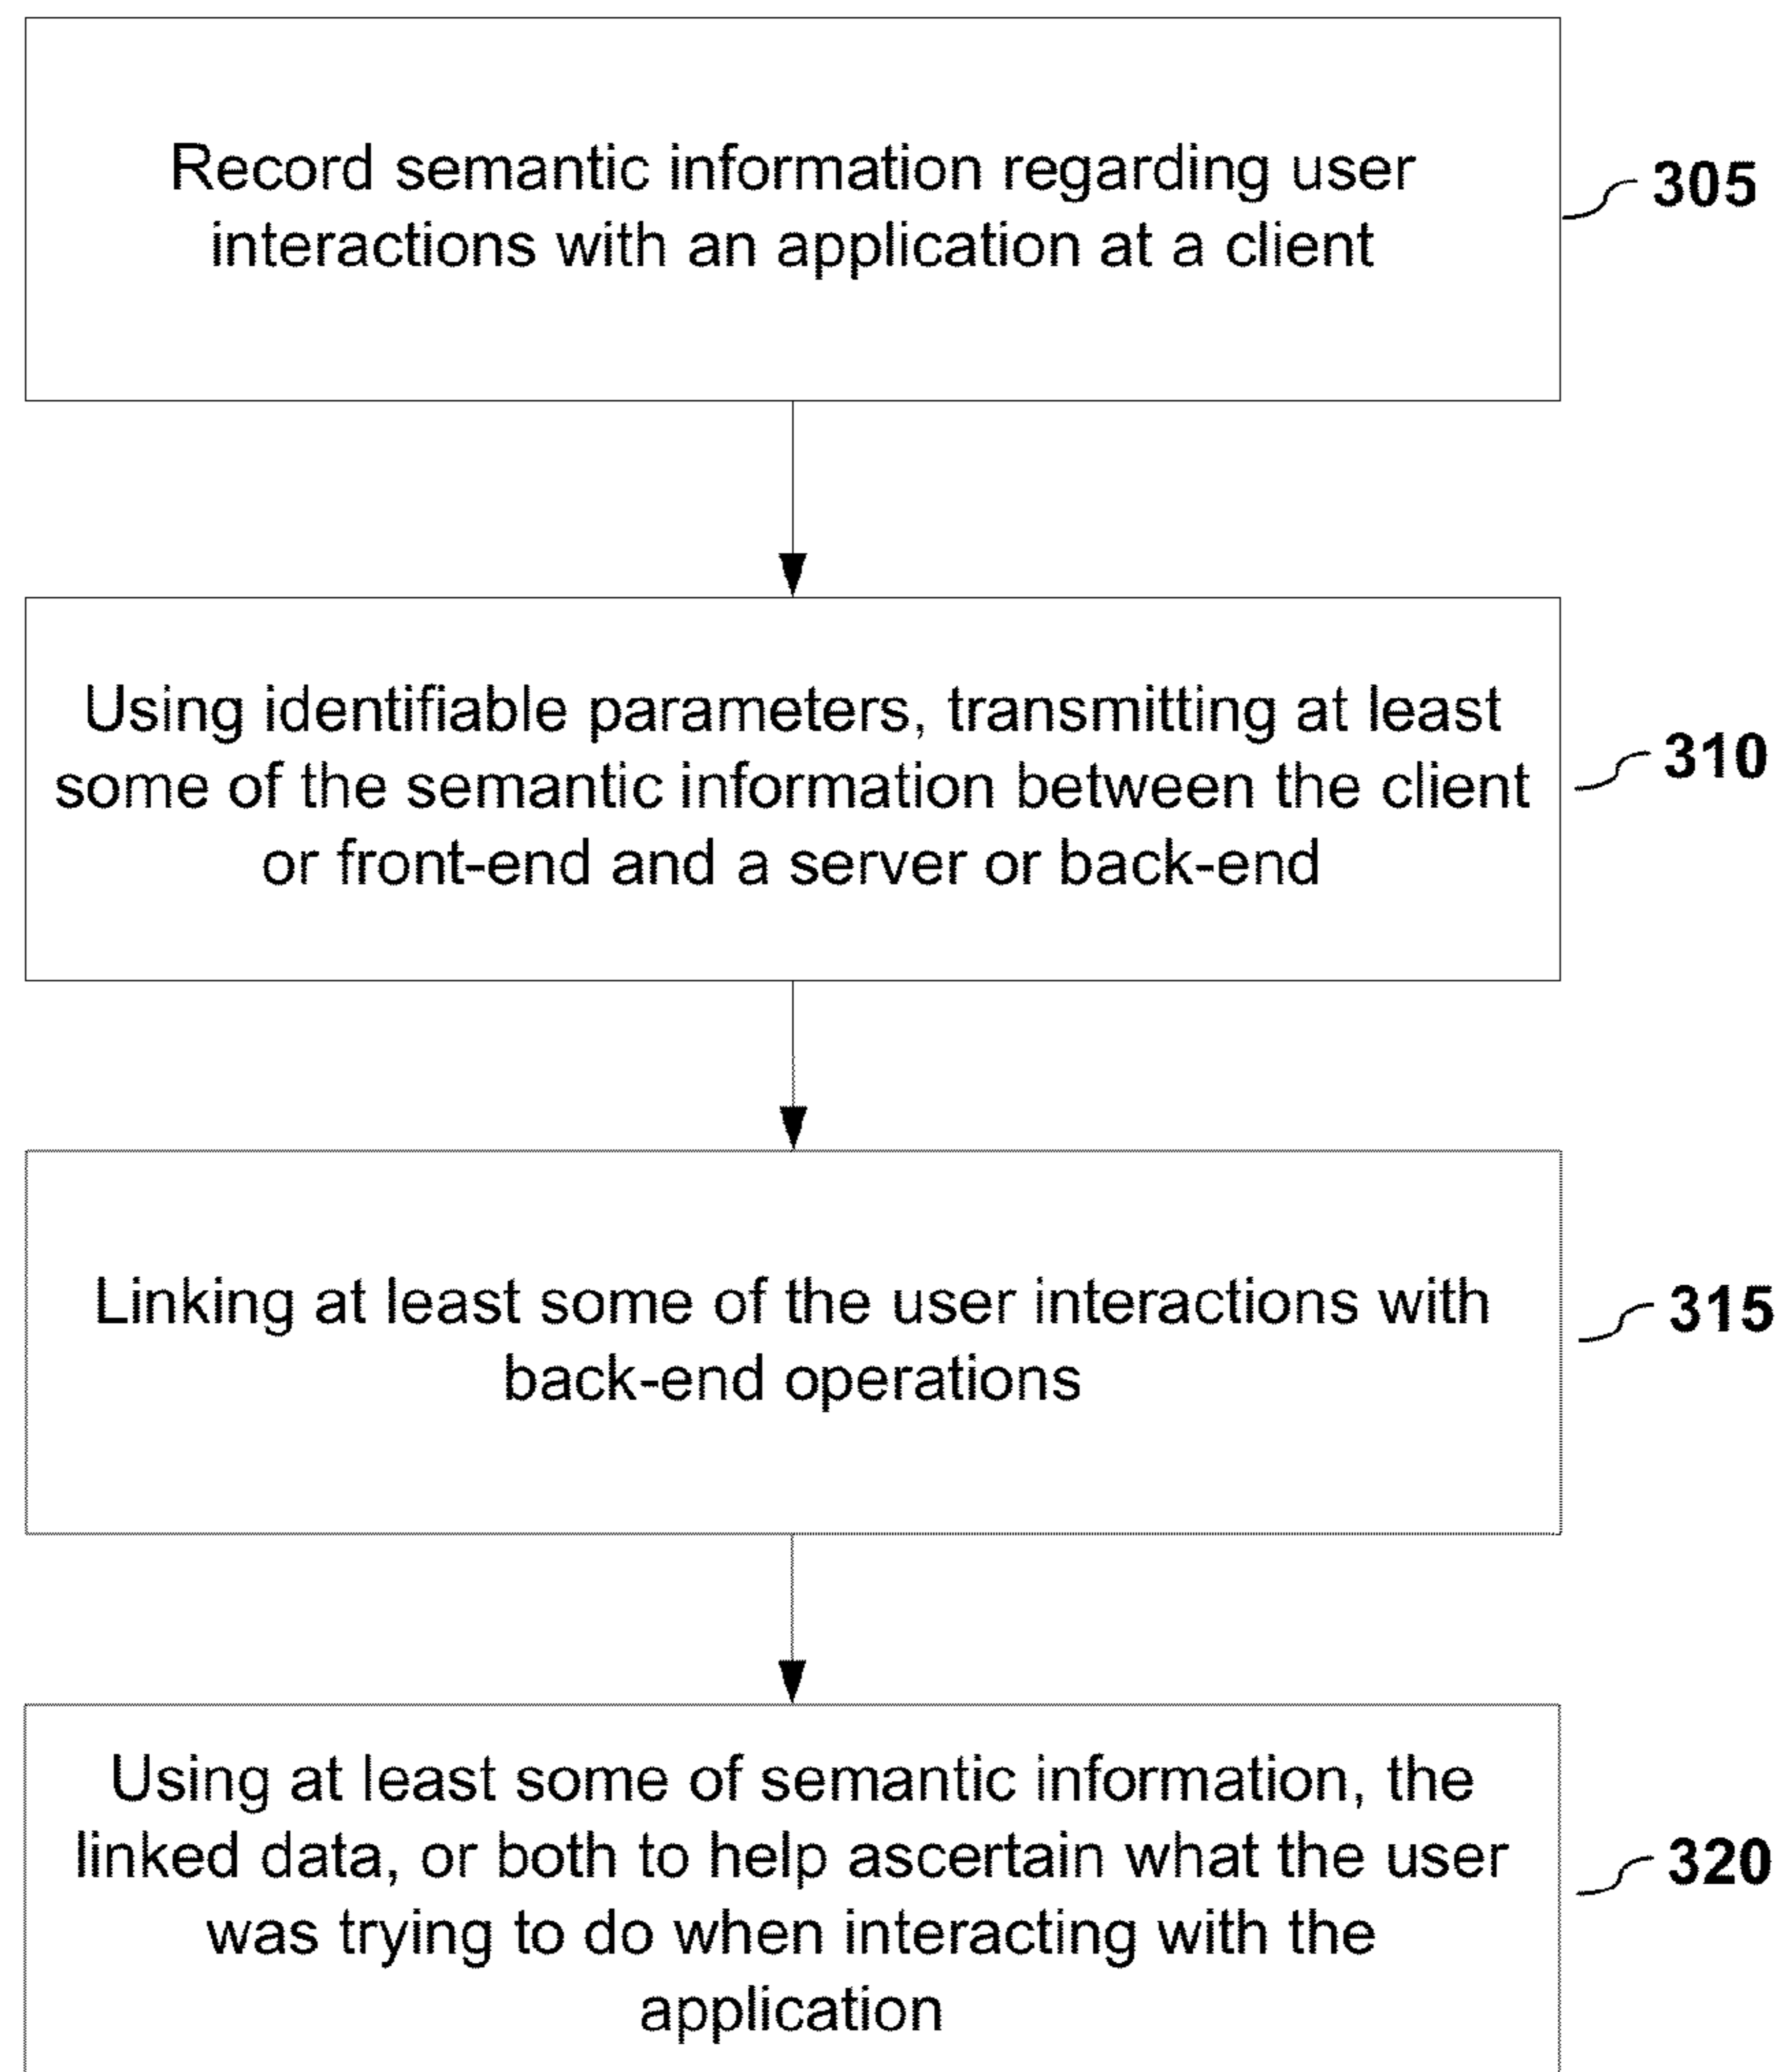 Record semantic information regarding user
interactions with an application at a client
305
Using identifiable parameters, transmitting at least
some of the semantic information between the client
or front-end and a server or back-end
310
Linking at least some of the user interactions with
back-end operations
315
Using at least some of semantic information, the
linked data, or both to help ascertain what the user
was trying to do when interacting with the
application
320